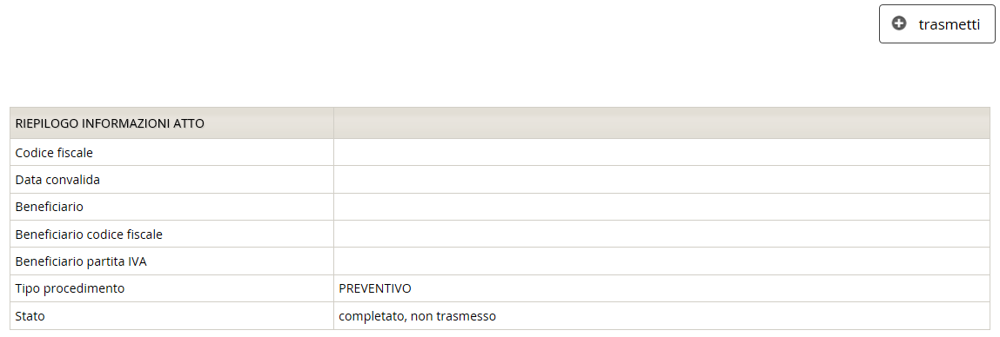 trasmetti
RIEPILOGO INFORMAZIONI ATTO
Codice fiscale
Data convalida
Beneficiario
Beneficiario codice fiscale
Beneficiario partita IVA
Tipo procedimento PREVENTIVO
Stato completato, non trasmesso